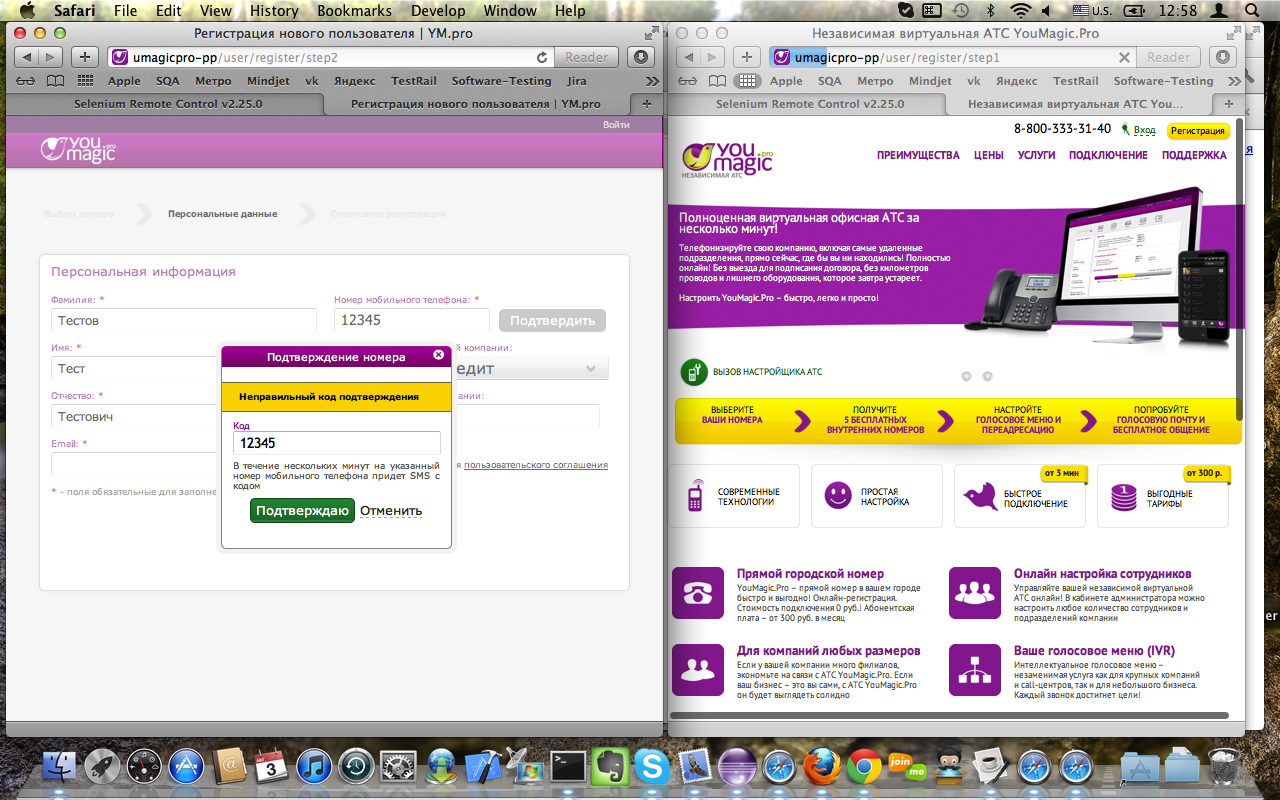 Safari File Edit View History Bookmarks Develop Window Help
U.S. 12:58
Регистрация нового пользователя | YM.pro
umagicpro-pp/user/register/step2
Reader
Apple SQA Метро Mindjet vk Яндекс TestRail Software-Testing Jira
Selenium Remote Control v2.25.0
Регистрация нового пользователя | YM.pro
Войти
you magic .pro
Выбор номера
Персональные данные
Окончание регистрации
Персональная информация
Фамилия: *
Тестов
Номер мобильного телефона: *
12345
Подтвердить
Имя: *
Тест
й компании:
едит
Отчество: *
Тестович
ании:
Email: *
я пользовательского соглашения
* – поля обязательные для заполне
Подтверждение номера
Неправильный код подтверждения
Код
12345
В течение нескольких минут на указанный
номер мобильного телефона придет SMS с
кодом
Подтверждаю Отменить
Независимая виртуальная АТС YouMagic.Pro
umagicpro-pp/user/register/step1
Reader
Apple SQA Метро Mindjet vk Яндекс TestRail Software-Testing
Selenium Remote Control v2.25.0
Независимая виртуальная АТС You...
8-800-333-31-40 Вход Регистрация
you magic .pro
НЕЗАВИСИМАЯ АТС
ПРЕИМУЩЕСТВА ЦЕНЫ УСЛУГИ ПОДКЛЮЧЕНИЕ ПОДДЕРЖКА
Полноценная виртуальная офисная АТС за
несколько минут!
Телефонизируйте свою компанию, включая самые удаленные
подразделения, прямо сейчас, где бы вы ни находились! Полностью
онлайн! Без выезда для подписания договора, без километров
проводов и лишнего оборудования, которое завтра устареет.
Настроить YouMagic.Pro – быстро, легко и просто!
ВЫЗОВ НАСТРОЙЩИКА АТС
ВЫБЕРИТЕ
ВАШИ НОМЕРА
ПОЛУЧИТЕ
5 БЕСПЛАТНЫХ
ВНУТРЕННИХ НОМЕРОВ
НАСТРОЙТЕ
ГОЛОСОВОЕ МЕНЮ И
ПЕРЕАДРЕСАЦИЮ
ПОПРОБУЙТЕ
ГОЛОСОВУЮ ПОЧТУ И
БЕСПЛАТНОЕ ОБЩЕНИЕ
СОВРЕМЕННЫЕ
ТЕХНОЛОГИИ
ПРОСТАЯ
НАСТРОЙКА
от 3 мин
БЫСТРОЕ
ПОДКЛЮЧЕНИЕ
от 300 р.
ВЫГОДНЫЕ
ТАРИФЫ
Прямой городской номер
YouMagic.Pro – прямой номер в вашем городе
быстро и выгодно! Онлайн-регистрация.
Стоимость подключения 0 руб.! Абонентская
плата – от 300 руб. в месяц
Онлайн настройка сотрудников
Управляйте вашей независимой виртуальной
АТС онлайн! В кабинете администратора можно
настроить любое количество сотрудников и
подразделений компании
Для компаний любых размеров
Если у вашей компании много филиалов,
экономьте на связи с АТС YouMagic.Pro. Если
ваш бизнес – это вы сами, с АТС YouMagic.Pro
он будет выглядеть солидно
Ваше голосовое меню (IVR)
Интеллектуальное голосовое меню –
незаменимая услуга как для крупных компаний
и call-центров, так и для небольшого бизнеса.
Каждый звонок достигнет цели!
я
er
3
join me